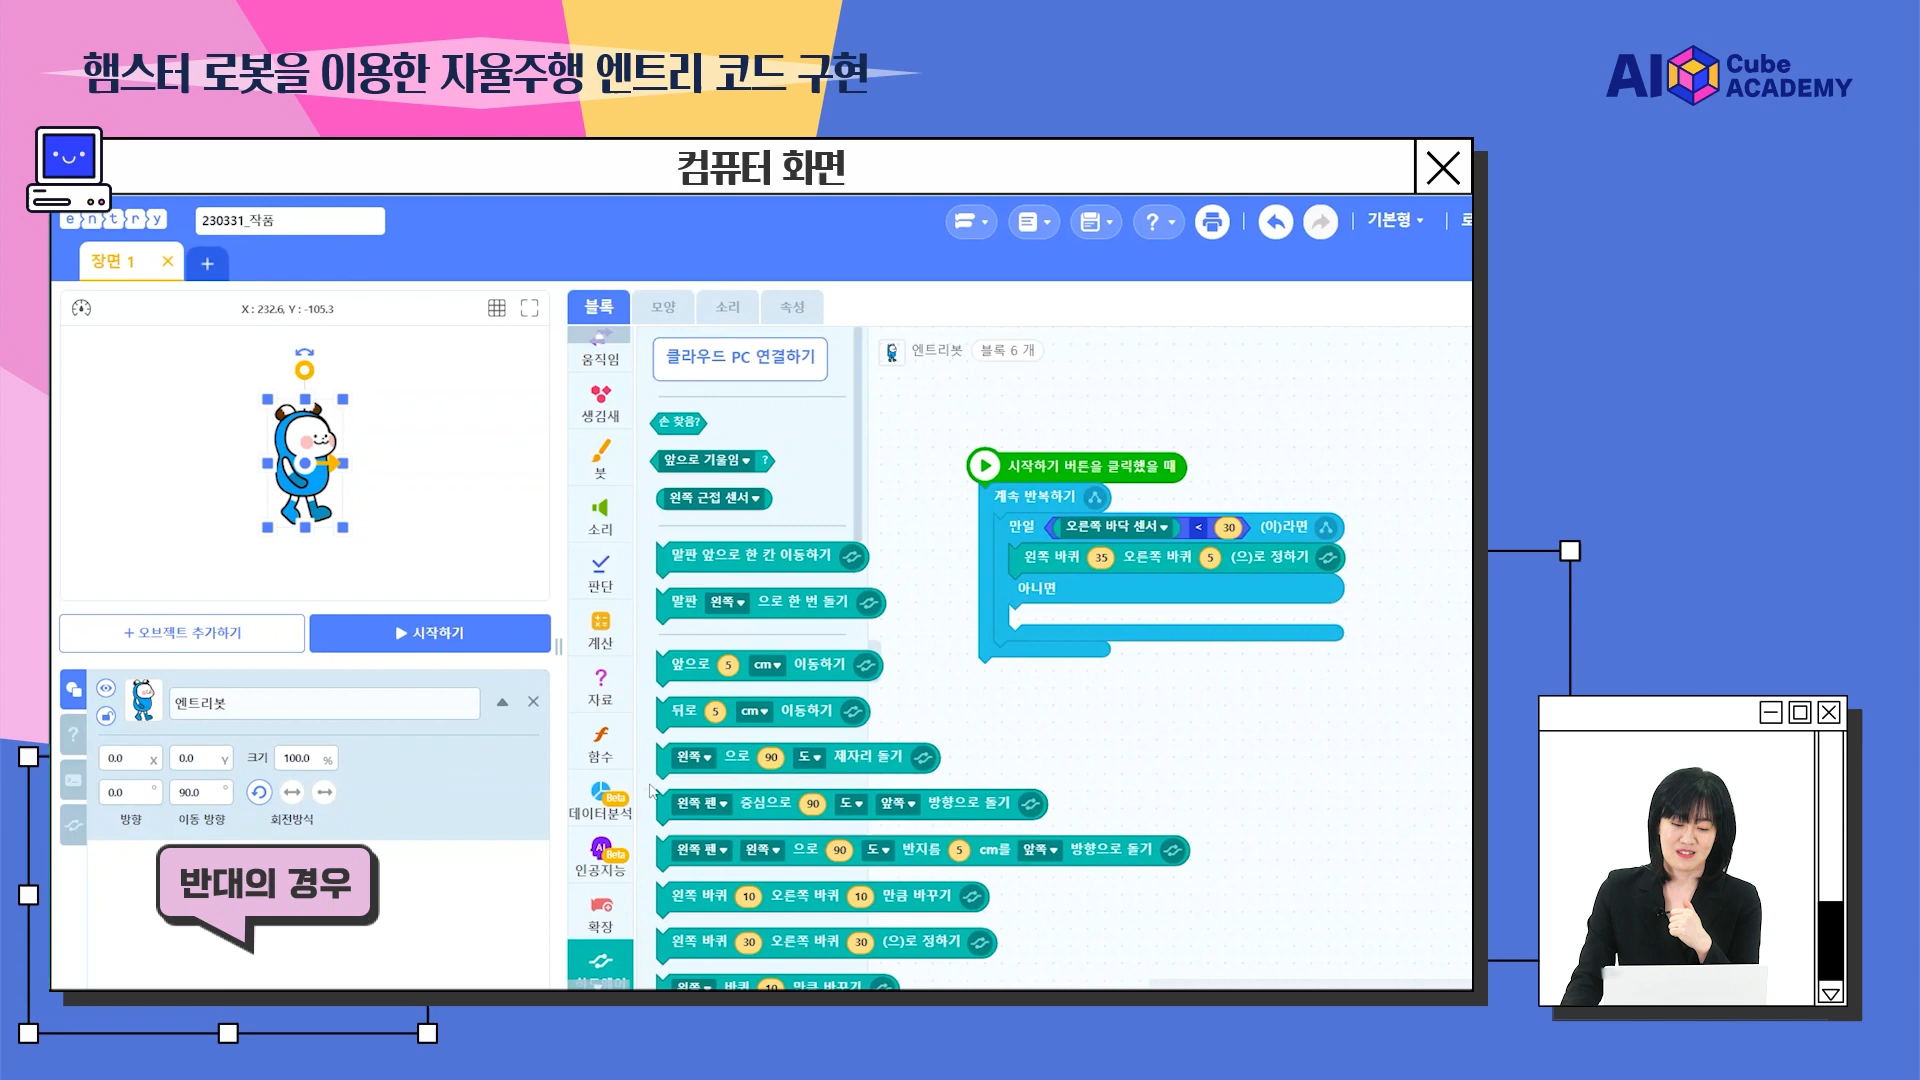 햄스터 로봇을 이용한 자율주행 엔트리 코드 구현
AI Cube ACADEMY
컴퓨터 화면
entry
230331_작품
?
기본형
장면 1
+
X : 232.6, Y : -105.3
블록
모양
소리
속성
움직임
생김새
붓
소리
판단
계산
자료
함수
데이터분석
Beta
인공지능
AI
Beta
확장
클라우드 PC 연결하기
손 찾음?
앞으로 기울임 ?
왼쪽 근접 센서
말판 앞으로 한 칸 이동하기
말판 왼쪽 으로 한 번 돌기
앞으로 5 cm 이동하기
뒤로 5 cm 이동하기
왼쪽 으로 90 도 제자리 돌기
왼쪽 펜 중심으로 90 도 앞쪽 방향으로 돌기
왼쪽 펜 왼쪽 으로 90 도 반지름 5 cm를 앞쪽 방향으로 돌기
왼쪽 바퀴 10 오른쪽 바퀴 10 만큼 바꾸기
왼쪽 바퀴 30 오른쪽 바퀴 30 (으)로 정하기
왼쪽 바퀴 10 만큼 바꾸기
엔트리봇
블록 6 개
시작하기 버튼을 클릭했을 때
계속 반복하기
만일 오른쪽 바닥 센서 < 30 (이)라면
왼쪽 바퀴 35 오른쪽 바퀴 5 (으)로 정하기
아니면
+ 오브젝트 추가하기
시작하기
엔트리봇
0.0 X
0.0 Y
크기 100.0 %
0.0 °
90.0 °
방향
이동 방향
회전방식
반대의 경우